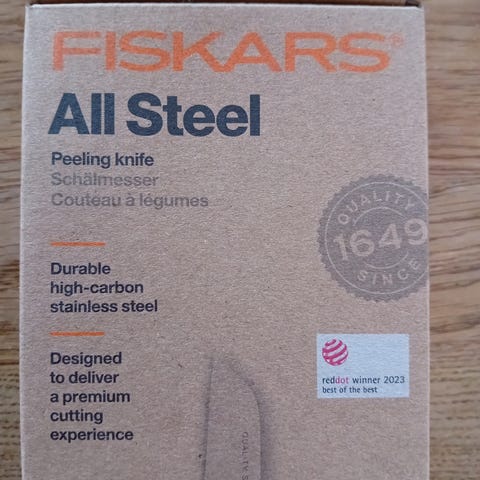 FISKARS®
All Steel
Peeling knife
Schälmesser
Couteau à légumes
QUALITY
1649
SINCE
Durable
high-carbon
stainless steel
reddot winner 2023
best of the best
Designed
to deliver
a premium
cutting
experience
QUALITY S